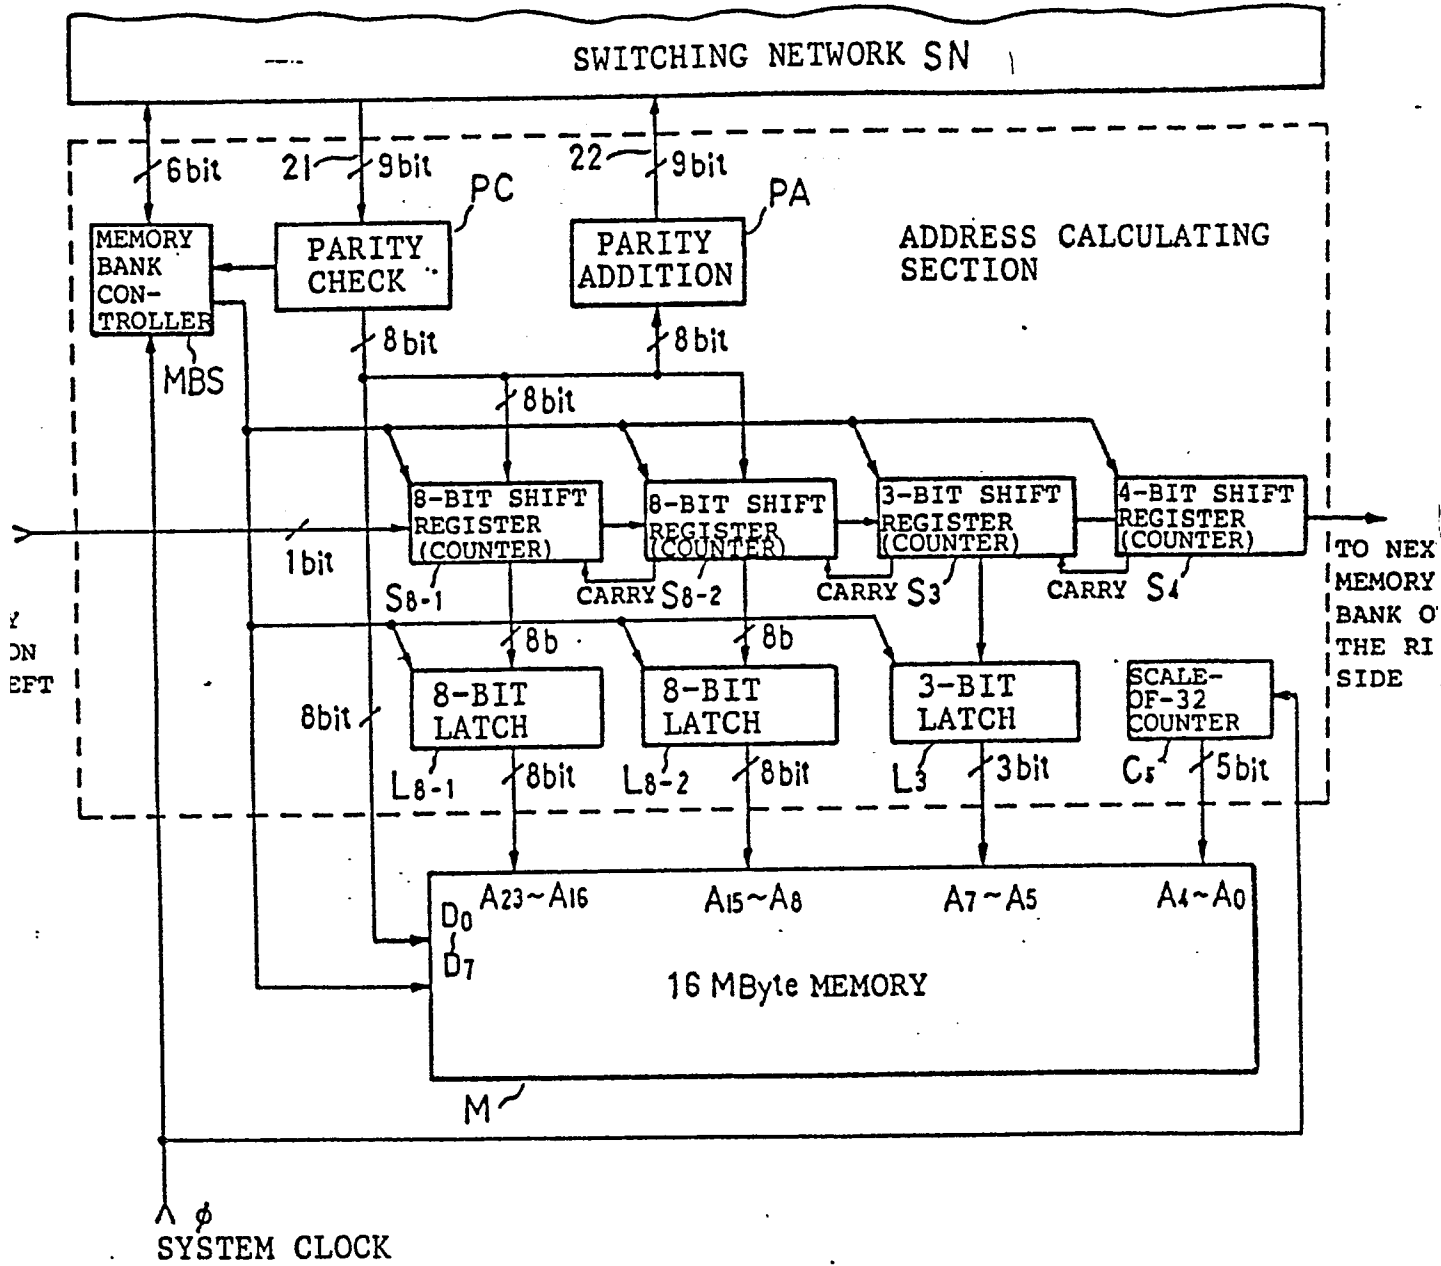 SWITCHING NETWORK SN
6bit
21
9bit
22
9bit
PC
PA
MEMORY
BANK
CON-
TROLLER
PARITY
CHECK
PARITY
ADDITION
ADDRESS CALCULATING
SECTION
MBS
8bit
8bit
8bit
8-BIT SHIFT
REGISTER
(COUNTER)
8-BIT SHIFT
REGISTER
(COUNTER)
3-BIT SHIFT
REGISTER
(COUNTER)
4-BIT SHIFT
REGISTER
(COUNTER)
1bit
S8-1
CARRY
S8-2
CARRY
S3
CARRY
S4
TO NEX
MEMORY
BANK O
THE RI
SIDE
Y
ON
EFT
8b
8b
8bit
8-BIT
LATCH
8-BIT
LATCH
3-BIT
LATCH
SCALE-
OF-32
COUNTER
L8-1
8bit
L8-2
8bit
L3
3bit
C5
5bit
A23~A16
A15~A8
A7~A5
A4~A0
D0
D7
16 MByte MEMORY
M
ϕ
SYSTEM CLOCK